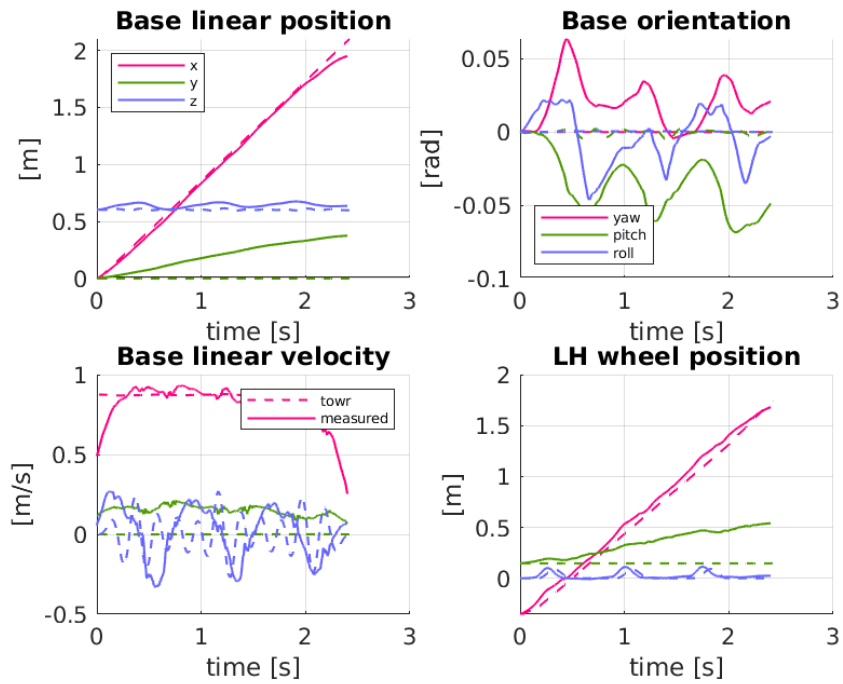 Base linear position
2
1.5
1
0.5
0
[m]
x
y
z
0
1
2
3
time [s]
Base orientation
0.05
0
-0.05
-0.1
[rad]
yaw
pitch
roll
0
1
2
3
time [s]
Base linear velocity
1
0.5
0
-0.5
[m/s]
towr
measured
0
1
2
3
time [s]
LH wheel position
2
1.5
1
0.5
0
[m]
0
1
2
3
time [s]